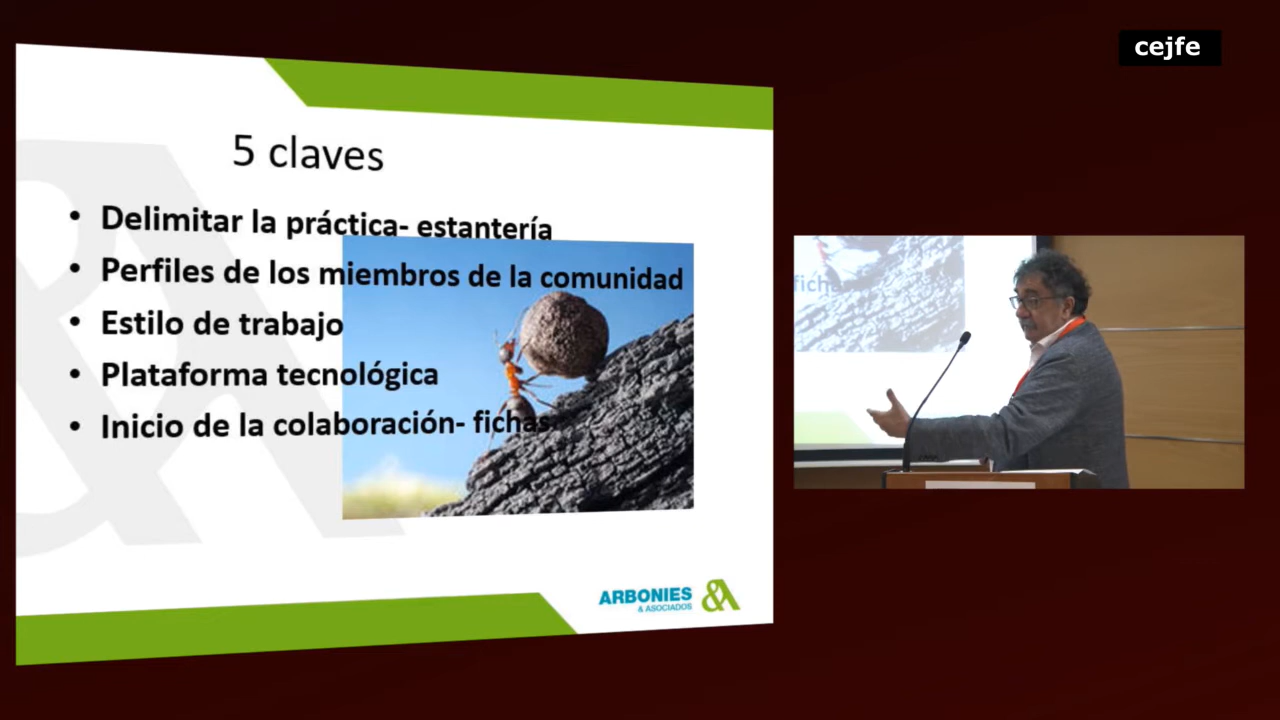 cejfe
5 claves
• Delimitar la práctica- estantería
• Perfiles de los miembros de la comunidad
• Estilo de trabajo
• Plataforma tecnológica
• Inicio de la colaboración- fichas
ARBONIES
& ASOCIADOS
&A